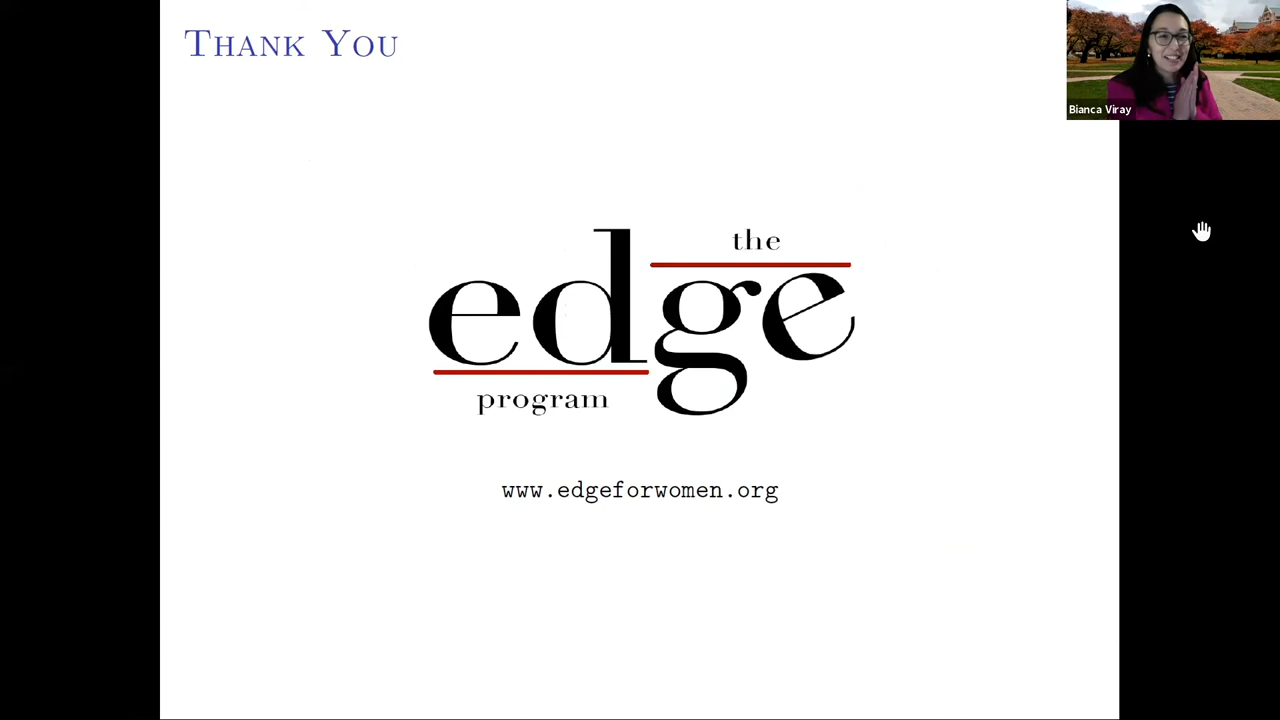 Thank You
Bianca Viray
the
edge
program
www.edgeforwomen.org